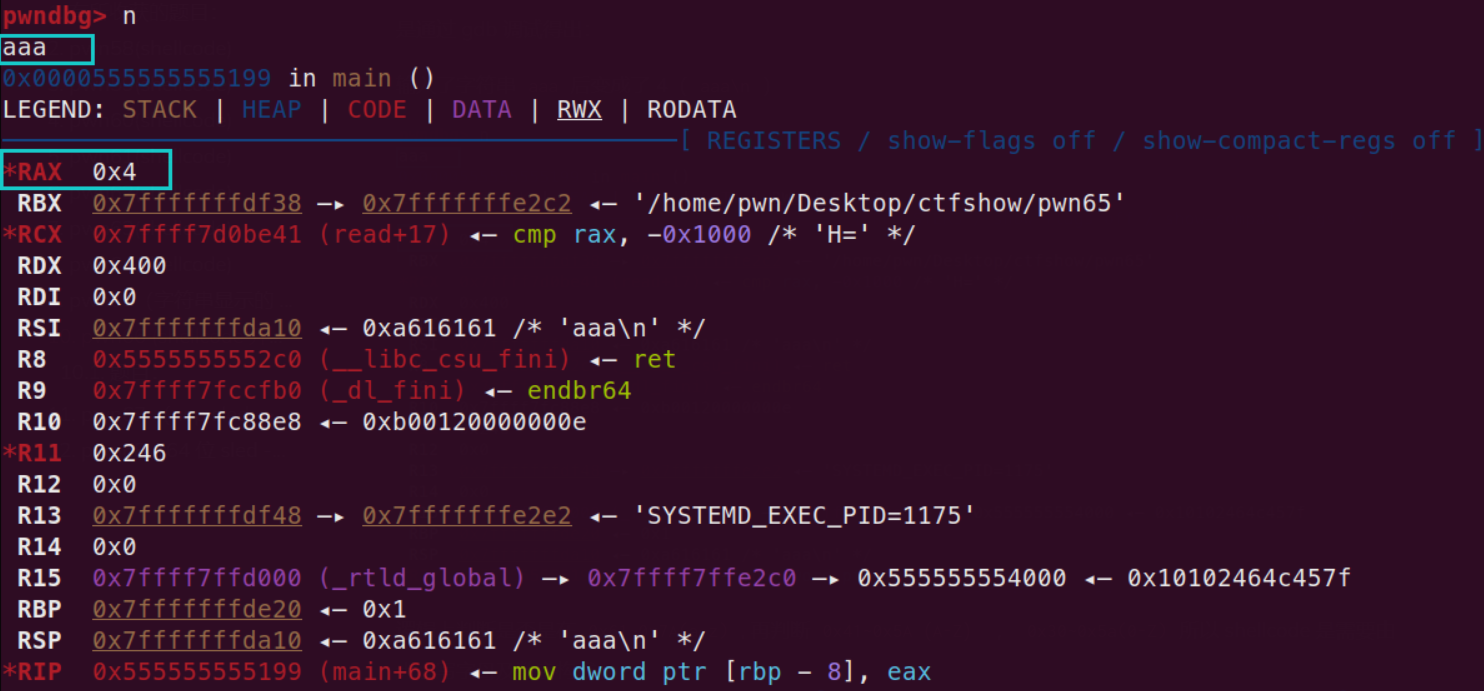 pwndbg> n
aaa
0x0000555555555199 in main ()
LEGEND: STACK | HEAP | CODE | DATA | RWX | RODATA
[ REGISTERS / show-flags off / show-compact-regs off ]
*RAX  0x4
 RBX  0x7fffffffdf38 —▸ 0x7fffffffe2c2 ◂— '/home/pwn/Desktop/ctfshow/pwn65'
*RCX  0x7ffff7d0be41 (read+17) ◂— cmp rax, -0x1000 /* 'H=' */
 RDX  0x400
 RDI  0x0
 RSI  0x7fffffffda10 ◂— 0xa616161 /* 'aaa\n' */
 R8   0x5555555552c0 (__libc_csu_fini) ◂— ret
 R9   0x7ffff7fccfb0 (_dl_fini) ◂— endbr64
 R10  0x7ffff7fc88e8 ◂— 0xb00120000000e
*R11  0x246
 R12  0x0
 R13  0x7fffffffdf48 —▸ 0x7fffffffe2e2 ◂— 'SYSTEMD_EXEC_PID=1175'
 R14  0x0
 R15  0x7ffff7ffd000 (_rtld_global) —▸ 0x7ffff7ffe2c0 —▸ 0x555555554000 ◂— 0x10102464c457f
 RBP  0x7fffffffde20 ◂— 0x1
 RSP  0x7fffffffda10 ◂— 0xa616161 /* 'aaa\n' */
*RIP  0x555555555199 (main+68) ◂— mov dword ptr [rbp - 8], eax